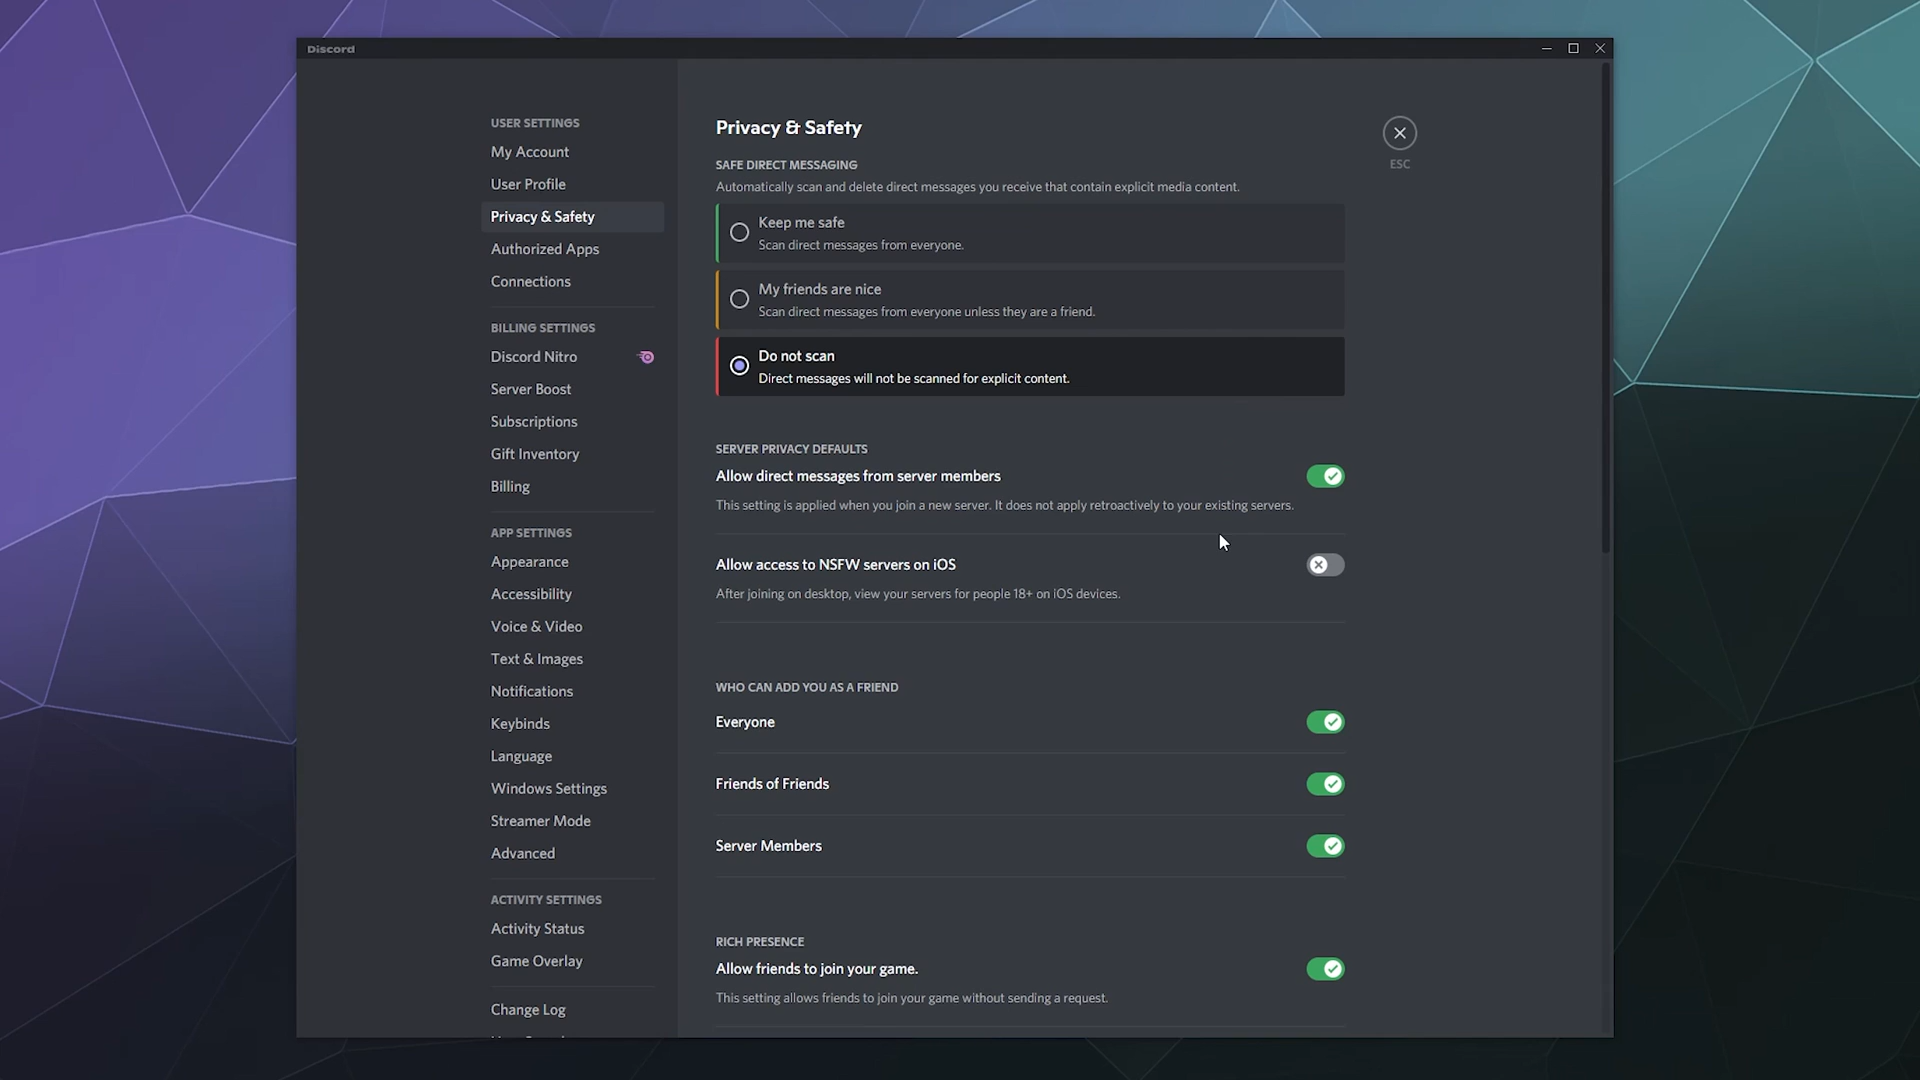 Discord
USER SETTINGS
My Account
User Profile
Privacy & Safety
Authorized Apps
Connections
BILLING SETTINGS
Discord Nitro
Server Boost
Subscriptions
Gift Inventory
Billing
APP SETTINGS
Appearance
Accessibility
Voice & Video
Text & Images
Notifications
Keybinds
Language
Windows Settings
Streamer Mode
Advanced
ACTIVITY SETTINGS
Activity Status
Game Overlay
Change Log
Privacy & Safety
SAFE DIRECT MESSAGING
Automatically scan and delete direct messages you receive that contain explicit media content.
Keep me safe
Scan direct messages from everyone.
My friends are nice
Scan direct messages from everyone unless they are a friend.
Do not scan
Direct messages will not be scanned for explicit content.
SERVER PRIVACY DEFAULTS
Allow direct messages from server members
This setting is applied when you join a new server. It does not apply retroactively to your existing servers.
Allow access to NSFW servers on iOS
After joining on desktop, view your servers for people 18+ on iOS devices.
WHO CAN ADD YOU AS A FRIEND
Everyone
Friends of Friends
Server Members
RICH PRESENCE
Allow friends to join your game.
This setting allows friends to join your game without sending a request.
ESC